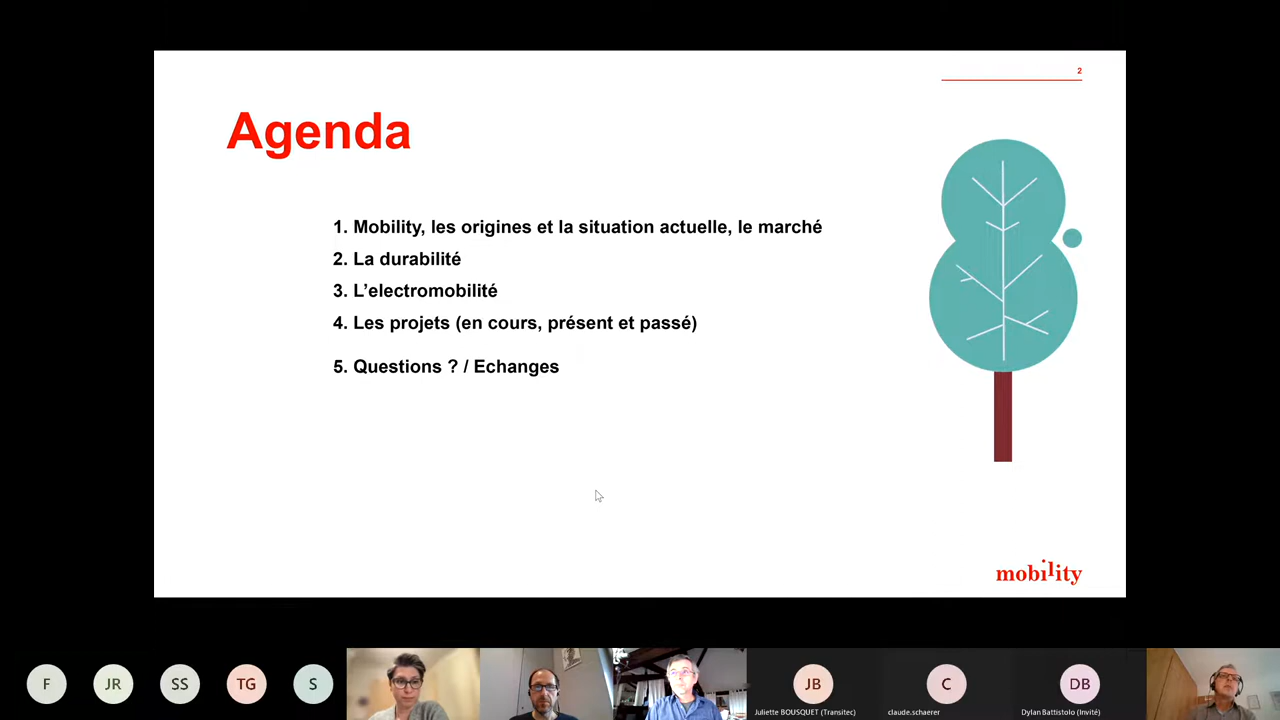 2
Agenda
1. Mobility, les origines et la situation actuelle, le marché
2. La durabilité
3. L’electromobilité
4. Les projets (en cours, présent et passé)
5. Questions ? / Echanges
mobility
F
JR
SS
TG
S
JB
C
DB
Juliette BOUSQUET (Transitec)
claude.schaerer
Dylan Battistolo (Invité)